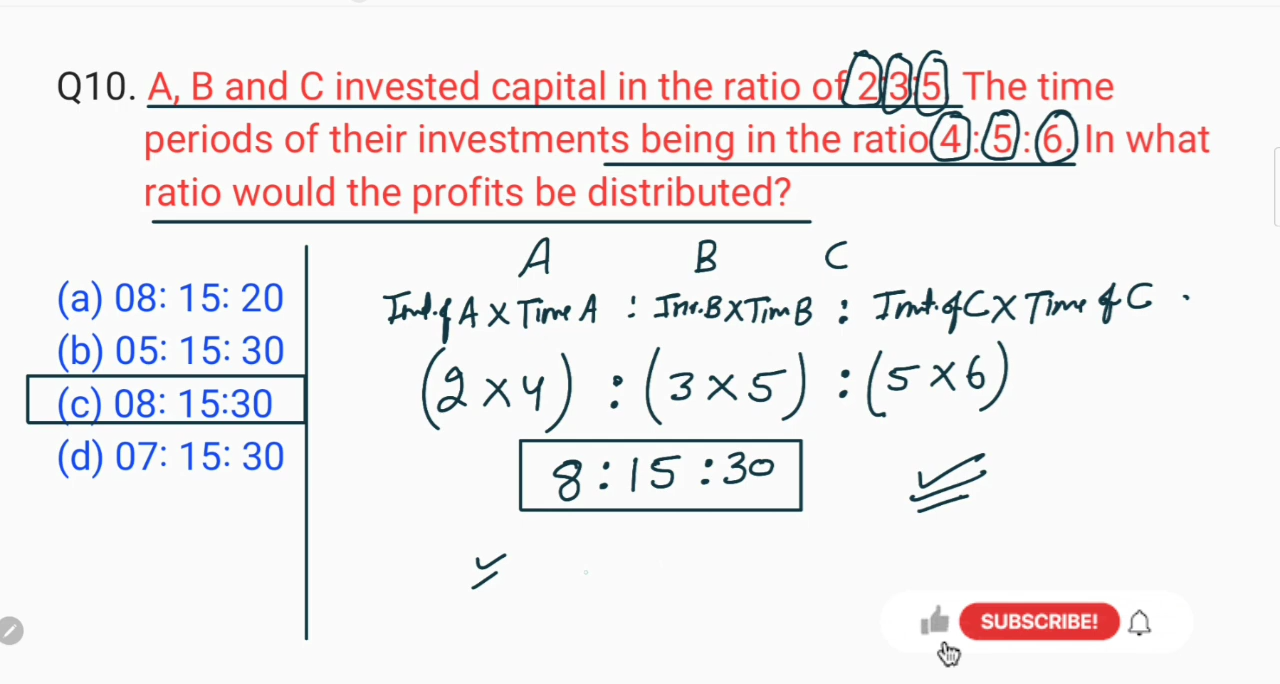 Q10. A, B and C invested capital in the ratio of 2:3:5. The time
periods of their investments being in the ratio 4:5:6. In what
ratio would the profits be distributed?
A B C
(a) 08: 15: 20
(b) 05: 15: 30
(c) 08: 15:30
(d) 07: 15: 30
Invt. of A X Time A : Inv. B X Tim B : Invt. of C X Time of C .
(2 x 4) : (3 x 5) : (5 x 6)
8 : 15 : 30
SUBSCRIBE!